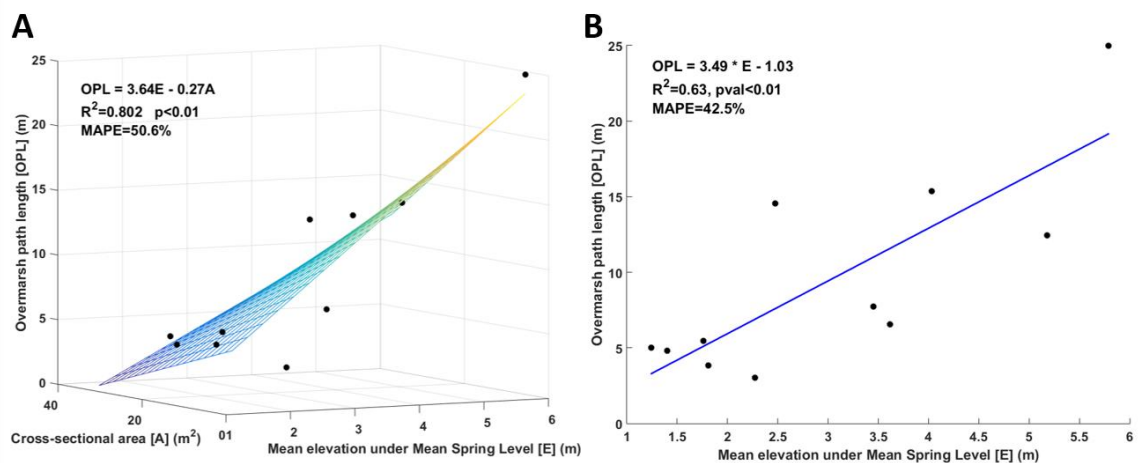 A
OPL = 3.64E - 0.27A
R²=0.802 p<0.01
MAPE=50.6%
Overmarsh path length [OPL] (m)
25
20
15
10
5
0
40
20
01
2
3
4
5
6
Cross-sectional area [A] (m²)
Mean elevation under Mean Spring Level [E] (m)
B
OPL = 3.49 * E - 1.03
R²=0.63, pval<0.01
MAPE=42.5%
Overmarsh path length [OPL] (m)
25
20
15
10
5
0
1
1.5
2
2.5
3
3.5
4
4.5
5
5.5
6
Mean elevation under Mean Spring Level [E] (m)